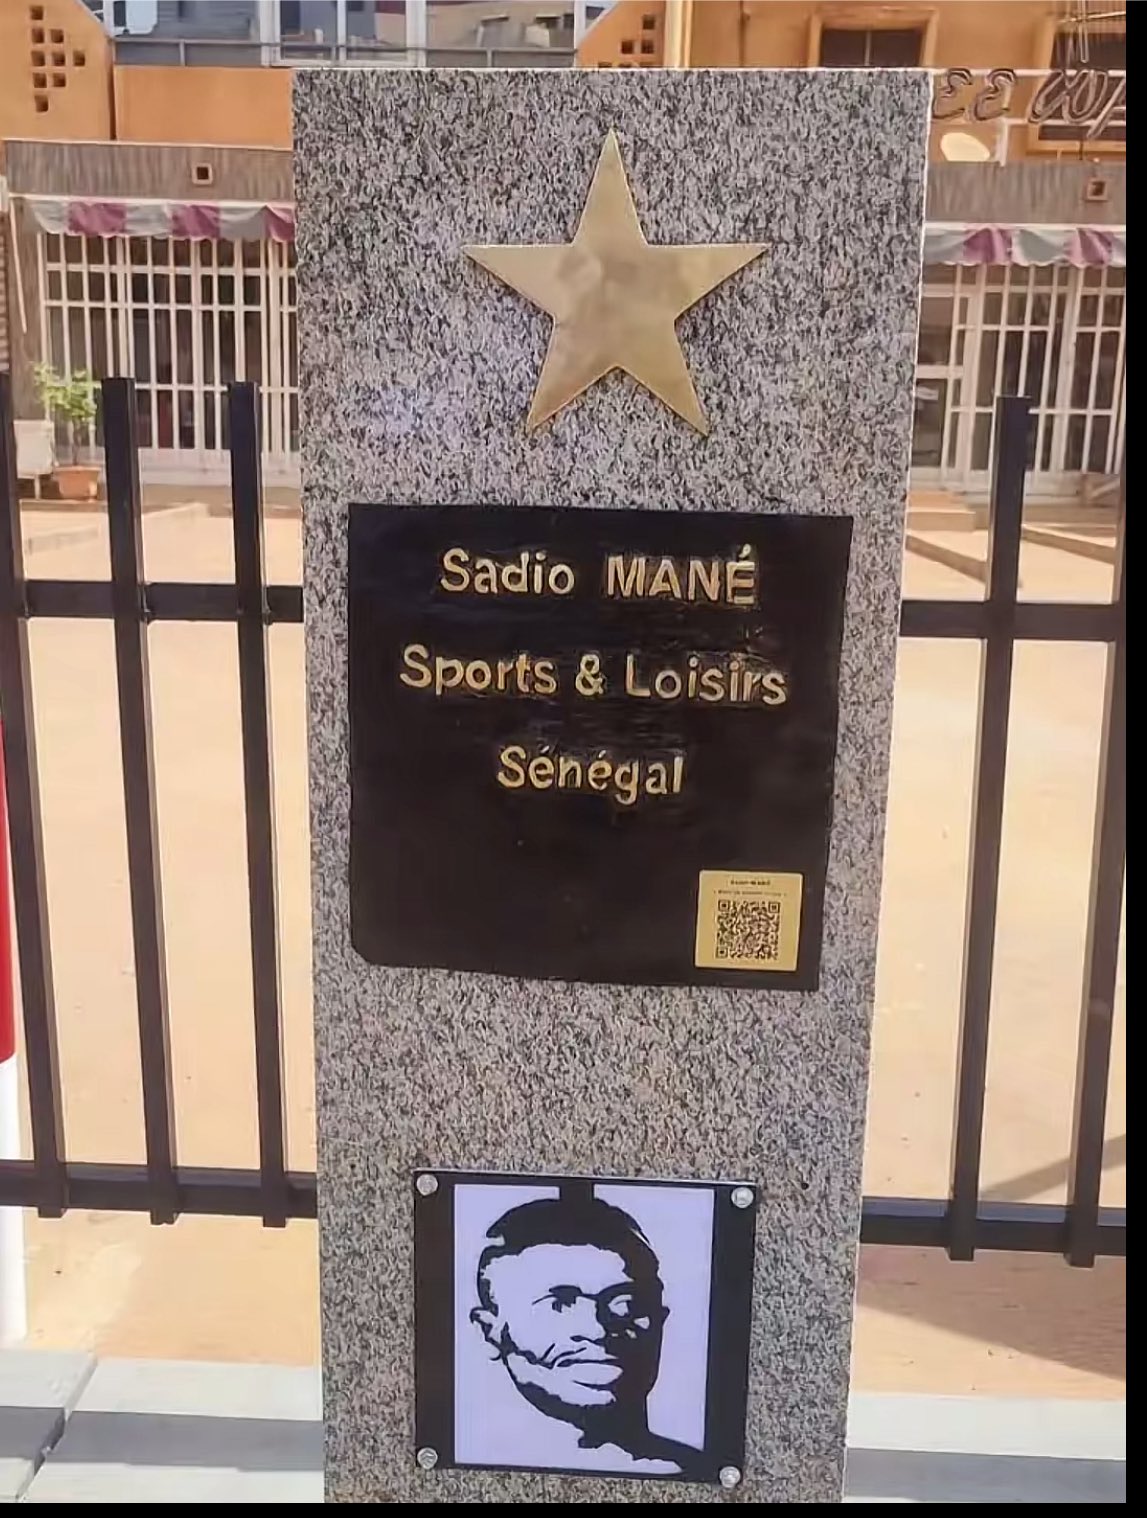 Sadio MANÉ
Sports & Loisirs
Sénégal